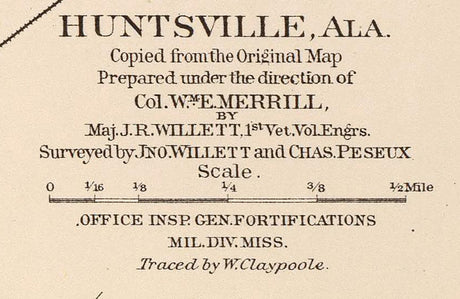 HUNTSVILLE, ALA.
Copied from the Original Map
Prepared under the direction of
Col. Wm. E. MERRILL,
BY
Maj. J.R. WILLETT, 1st Vet. Vol. Engrs.
Surveyed by JNO. WILLETT and CHAS. PESEUX
Scale.
0 1/16 1/8 1/4 3/8 1/2 Mile
OFFICE INSP. GEN. FORTIFICATIONS
MIL. DIV. MISS.
Traced by W. Claypoole.